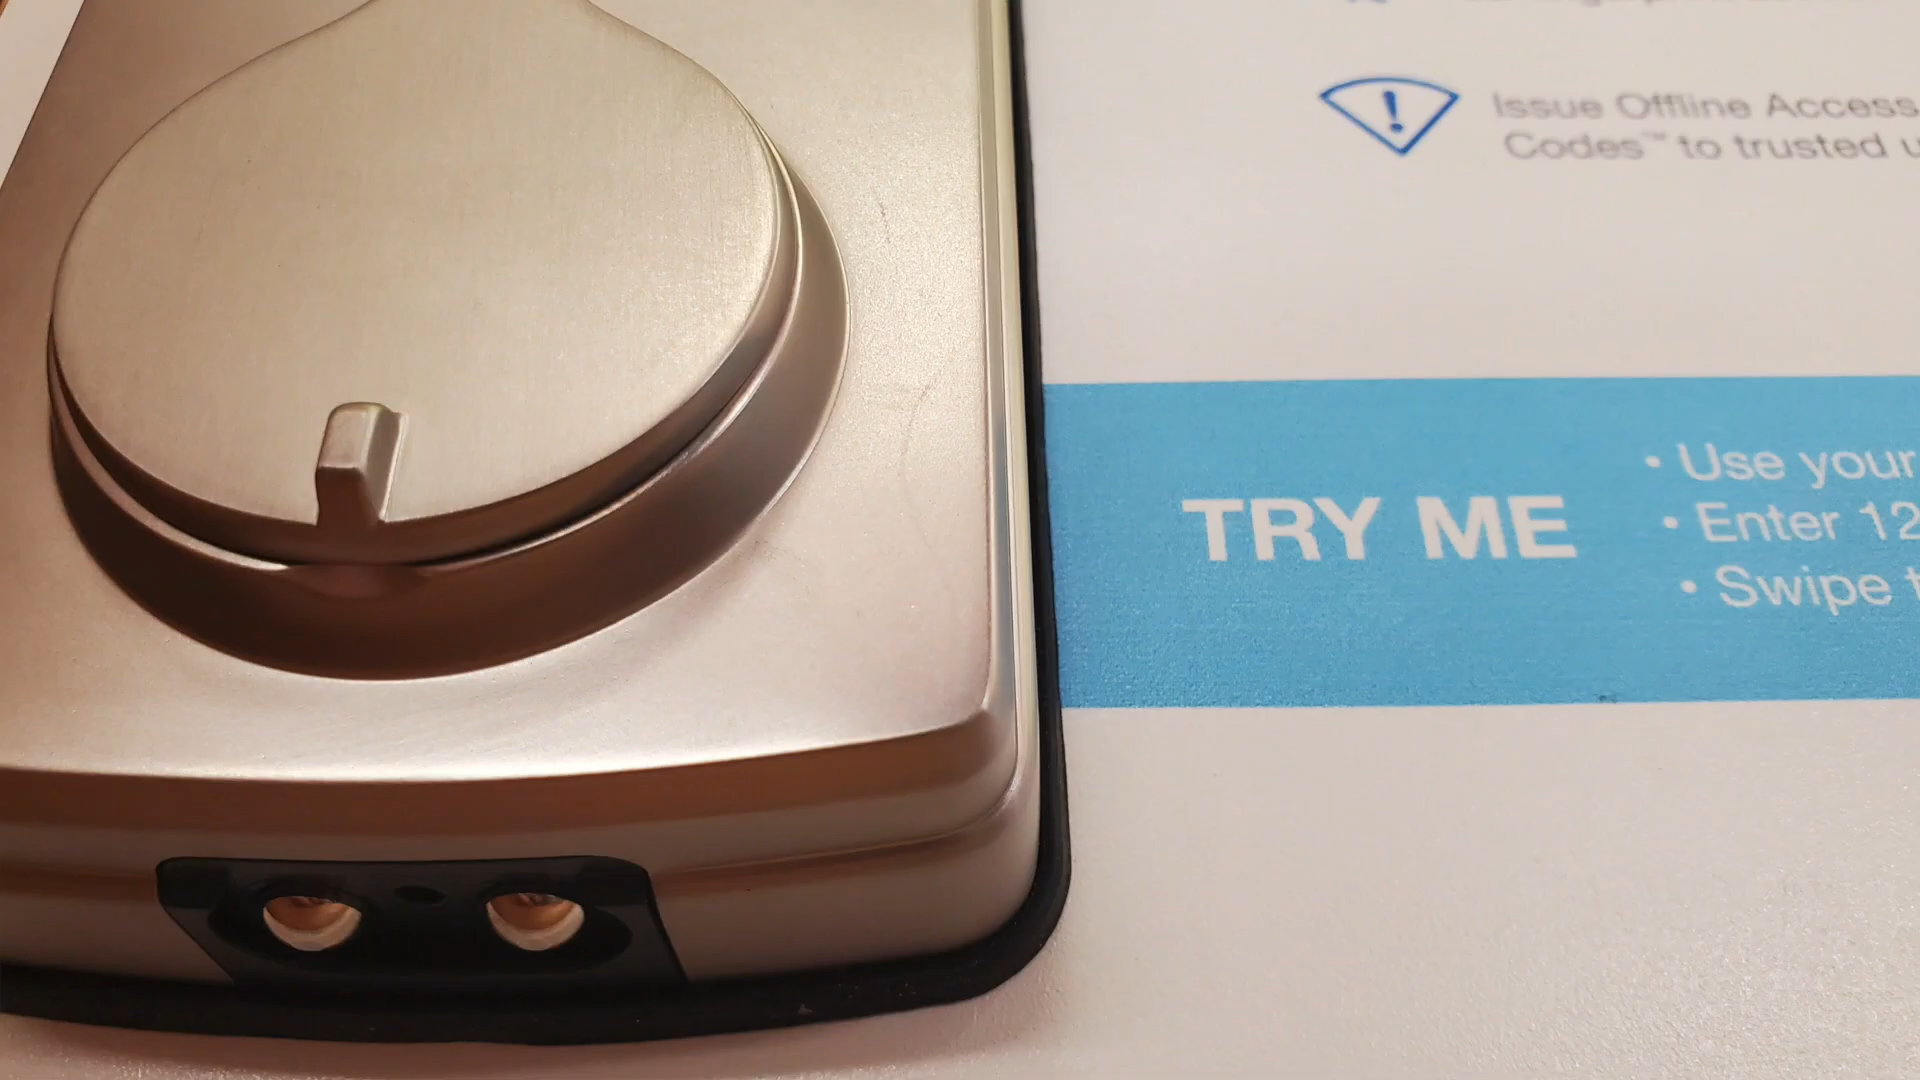 Issue Offline Access
Codes™ to trusted
TRY ME
• Use your
• Enter 12
• Swipe